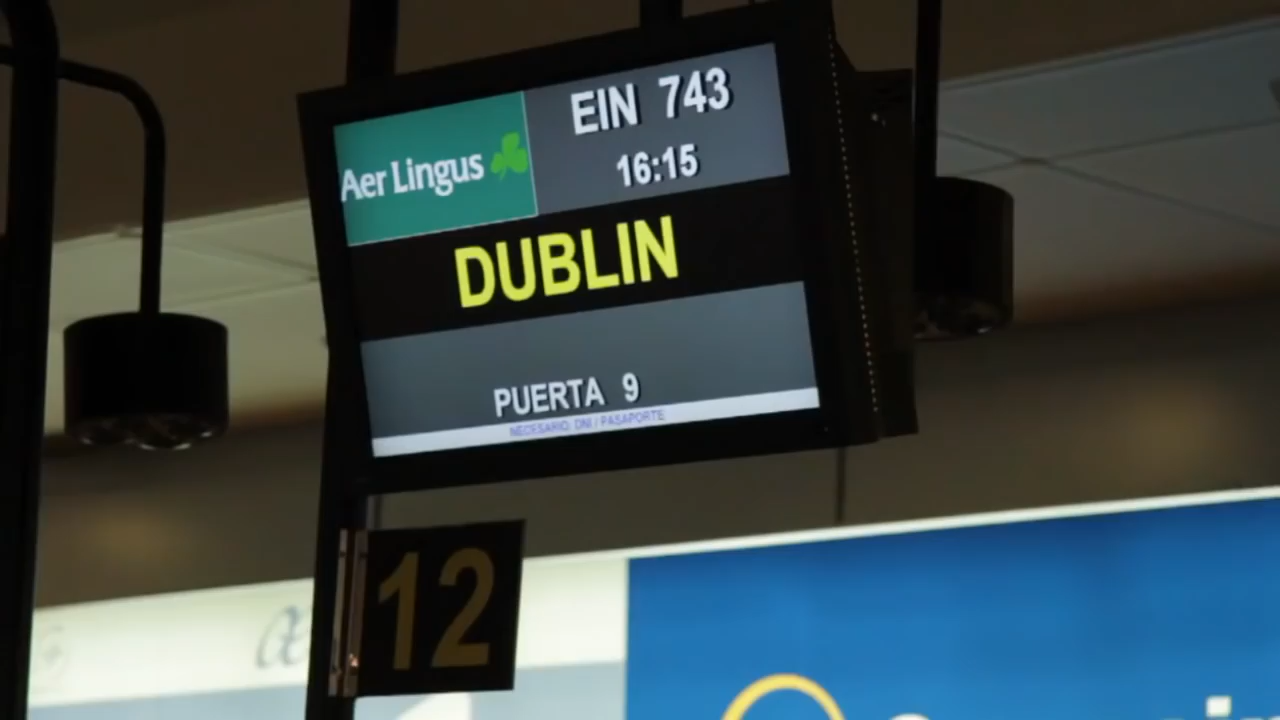 Aer Lingus
EIN 743
16:15
DUBLIN
PUERTA 9
NECESARIO: DNI / PASAPORTE
12